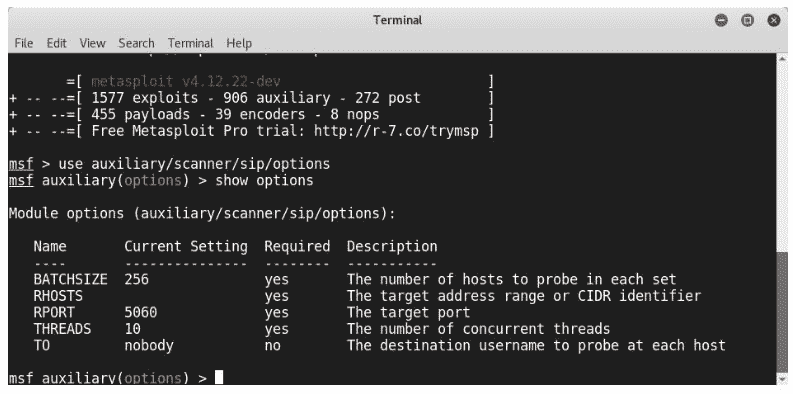 Terminal
File Edit View Search Terminal Help
=[ metasploit v4.12.22-dev ]
+ -- --=[ 1577 exploits - 906 auxiliary - 272 post ]
+ -- --=[ 455 payloads - 39 encoders - 8 nops ]
+ -- --=[ Free Metasploit Pro trial: http://r-7.co/trymsp ]
msf > use auxiliary/scanner/sip/options
msf auxiliary(options) > show options
Module options (auxiliary/scanner/sip/options):
Name Current Setting Required Description
---- --------------- -------- -----------
BATCHSIZE 256 yes The number of hosts to probe in each set
RHOSTS yes The target address range or CIDR identifier
RPORT 5060 yes The target port
THREADS 10 yes The number of concurrent threads
TO nobody no The destination username to probe at each host
msf auxiliary(options) >